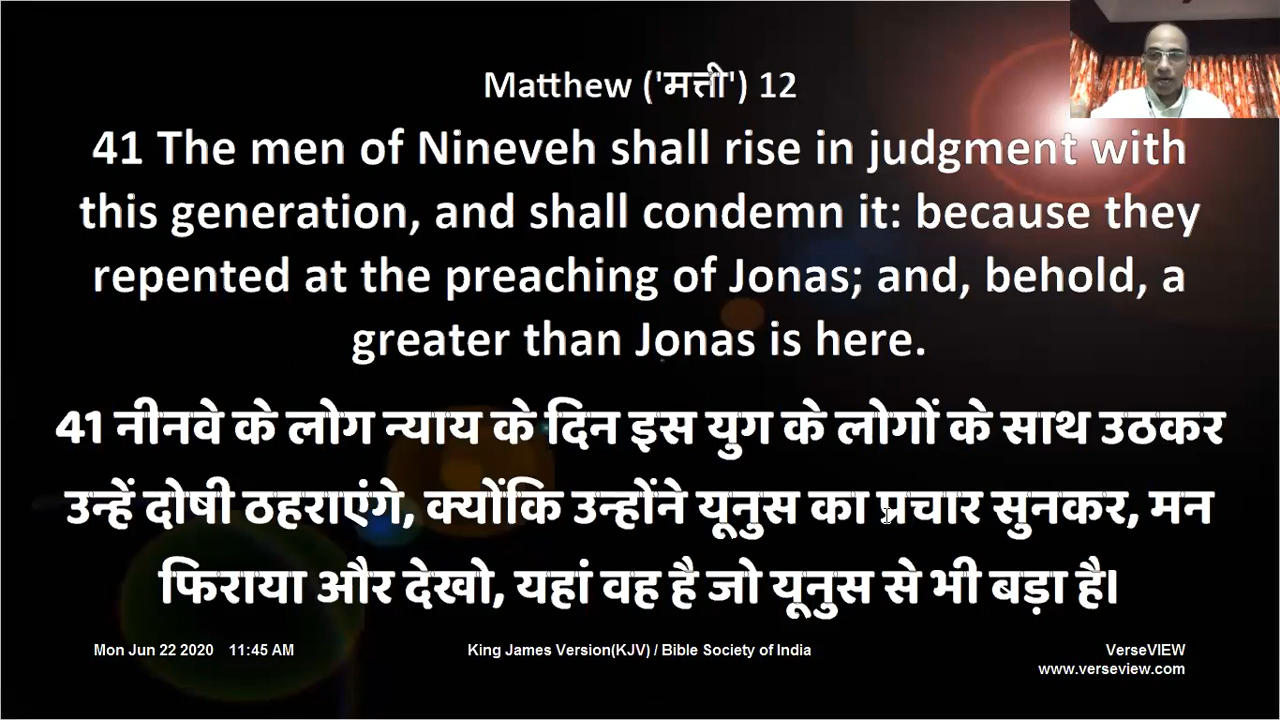 Matthew ('मत्ती') 12
41 The men of Nineveh shall rise in judgment with
this generation, and shall condemn it: because they
repented at the preaching of Jonas; and, behold, a
greater than Jonas is here.
41 नीनवे के लोग न्याय के दिन इस युग के लोगों के साथ उठकर
उन्हें दोषी ठहराएंगे, क्योंकि उन्होंने यूनुस का प्रचार सुनकर, मन
फिराया और देखो, यहां वह है जो यूनुस से भी बड़ा है।
Mon Jun 22 2020 11:45 AM
King James Version(KJV) / Bible Society of India
VerseVIEW
www.verseview.com